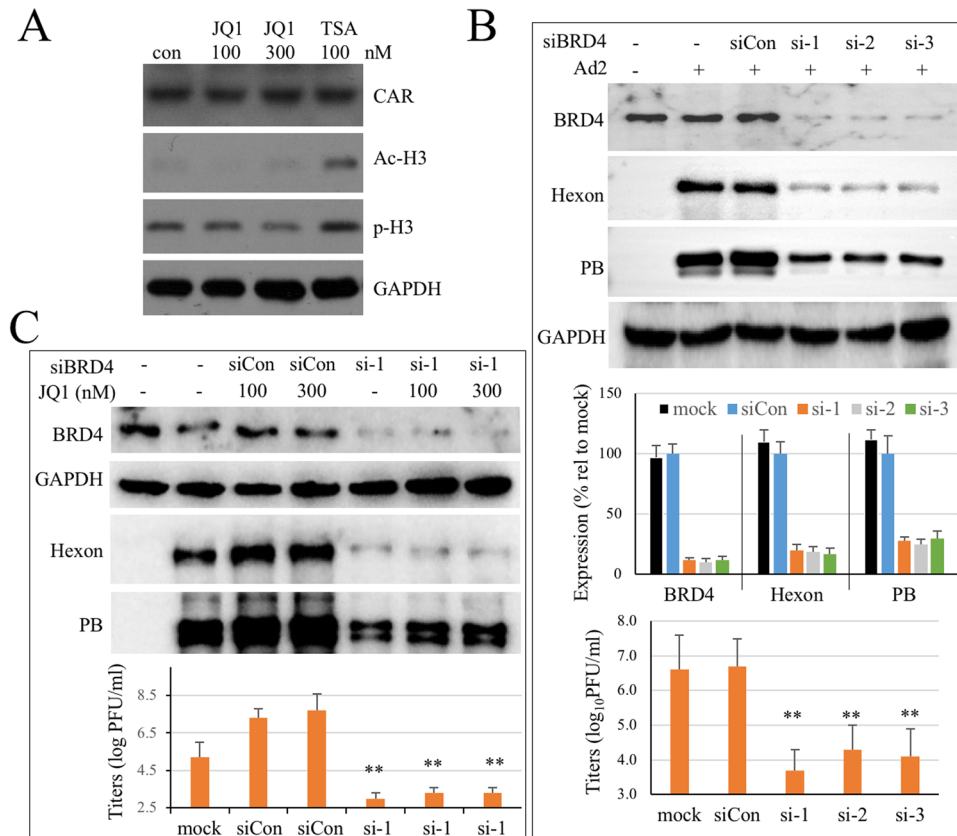 A
JQ1 JQ1 TSA
con 100 300 100 nM
CAR
Ac-H3
p-H3
GAPDH
B
siBRD4 - - siCon si-1 si-2 si-3
Ad2 - + + + + +
BRD4
Hexon
PB
GAPDH
150
100
50
0
Expression (% rel to mock)
mock siCon si-1 si-2 si-3
BRD4 Hexon PB
7.0
6.0
5.0
4.0
3.0
Titers (log10PFU/ml)
** ** **
mock siCon si-1 si-2 si-3
C
siBRD4 - - siCon siCon si-1 si-1 si-1
JQ1 (nM) - - 100 300 - 100 300
BRD4
GAPDH
Hexon
PB
8.5
6.5
4.5
2.5
Titers (log PFU/ml)
** ** **
mock siCon siCon si-1 si-1 si-1